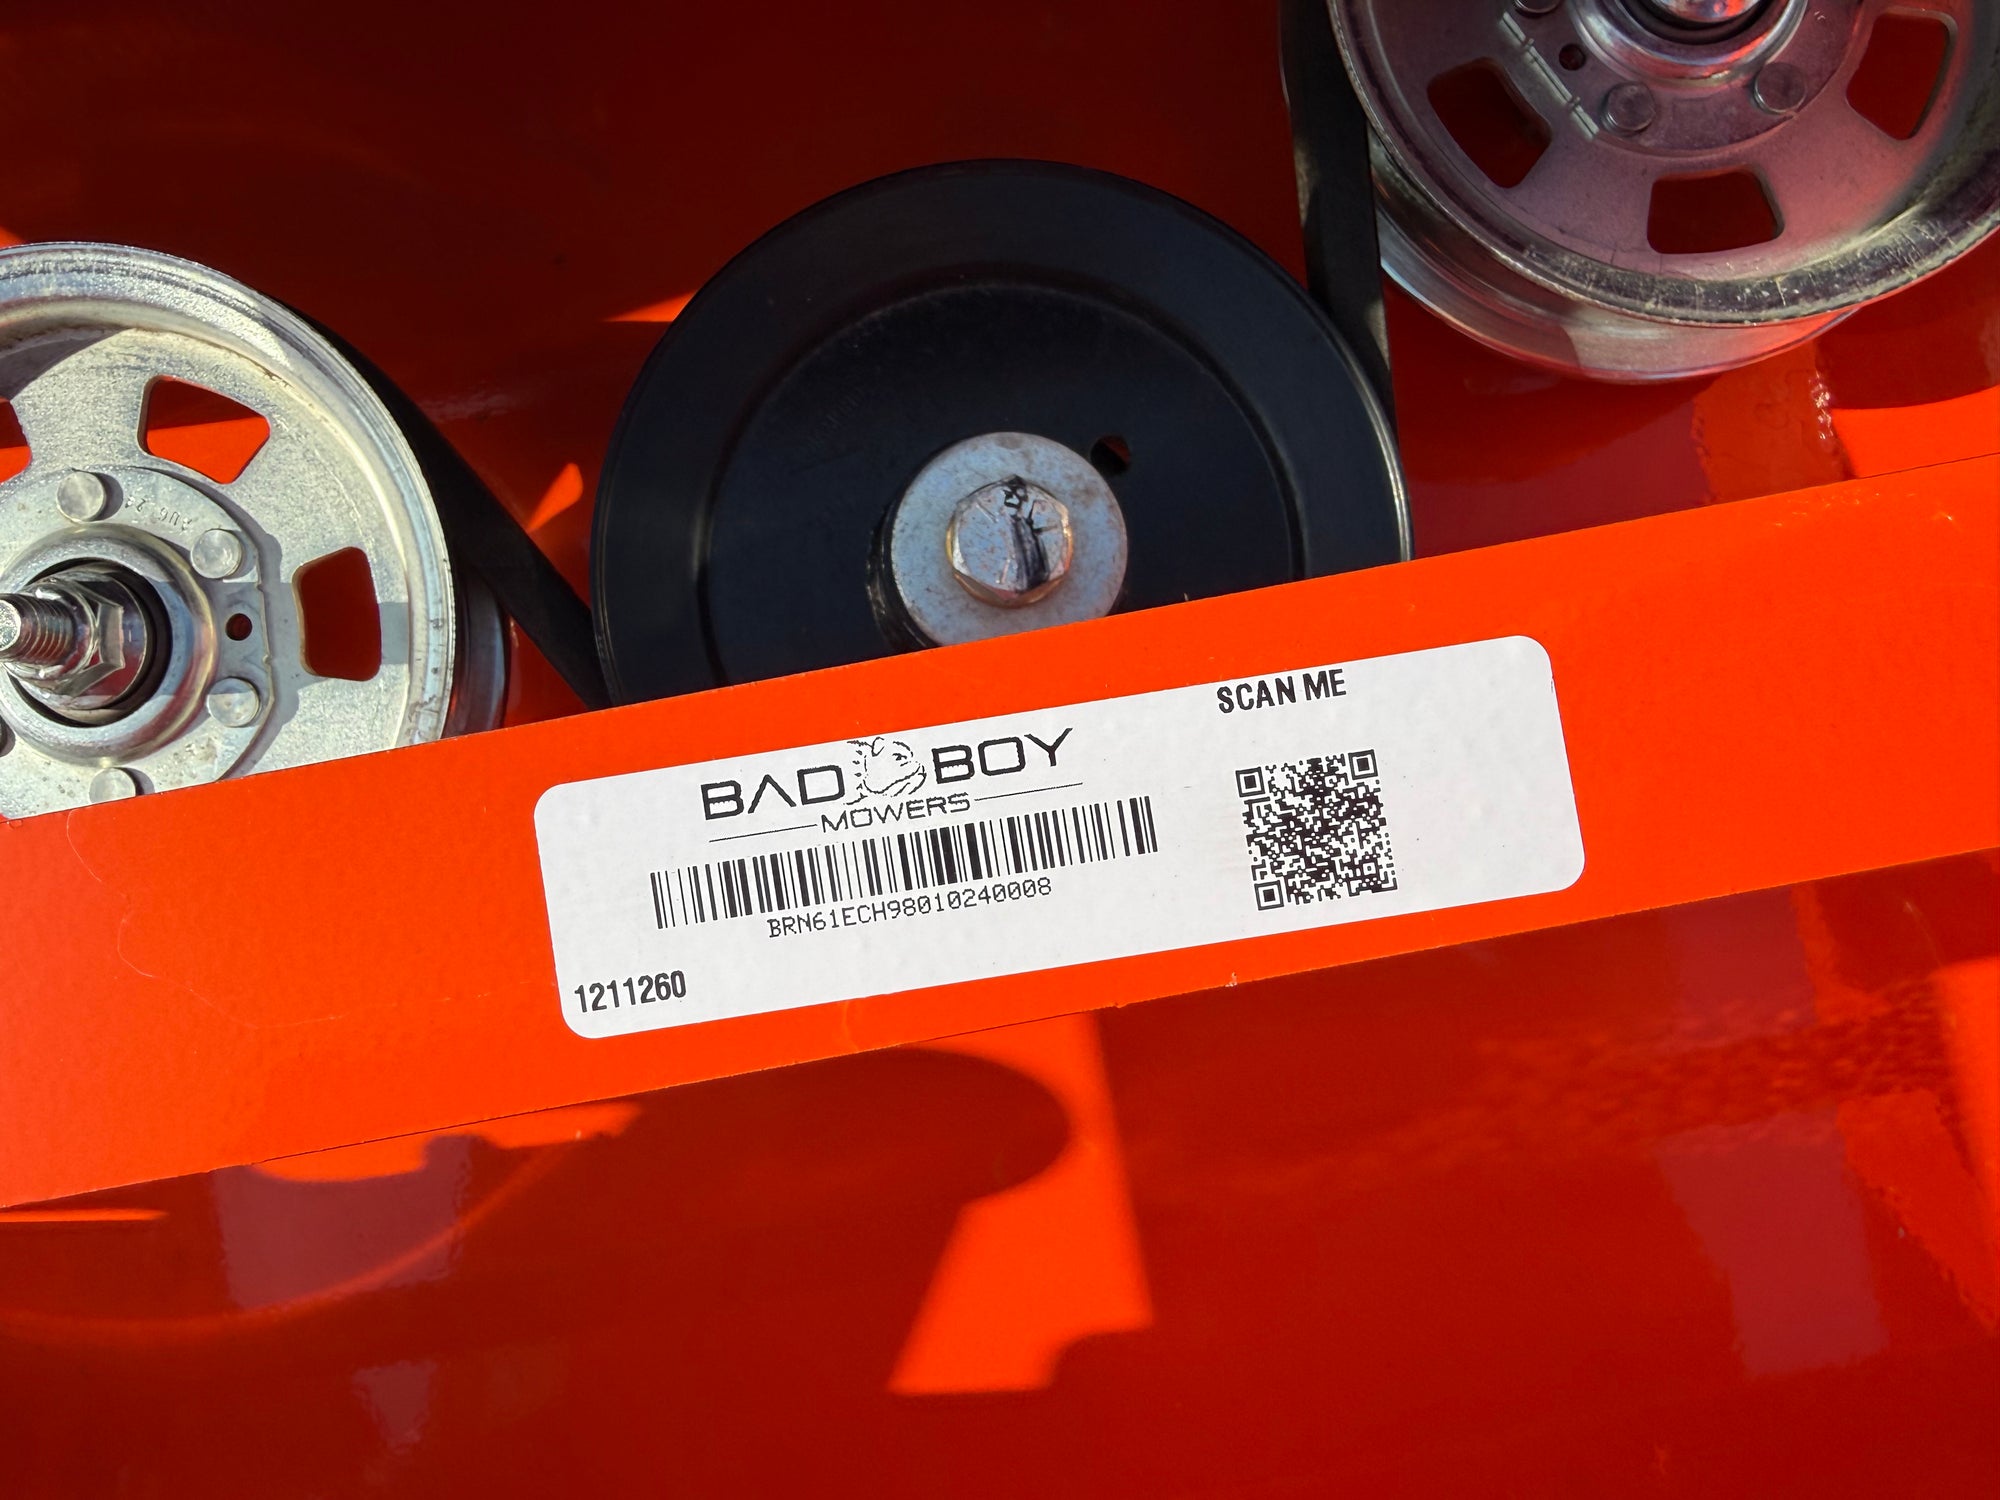 SCAN ME
BAD BOY
MOWERS
BRN61ECH98010240008
1211260